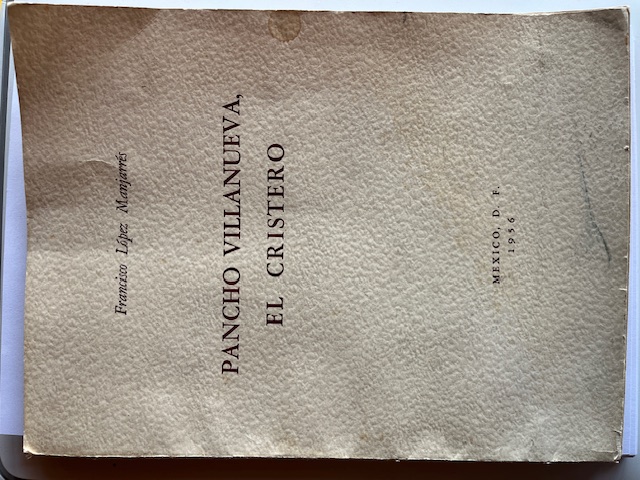 Francisco López Manjarrés
PANCHO VILLANUEVA,
EL CRISTERO
MEXICO, D. F.
1956